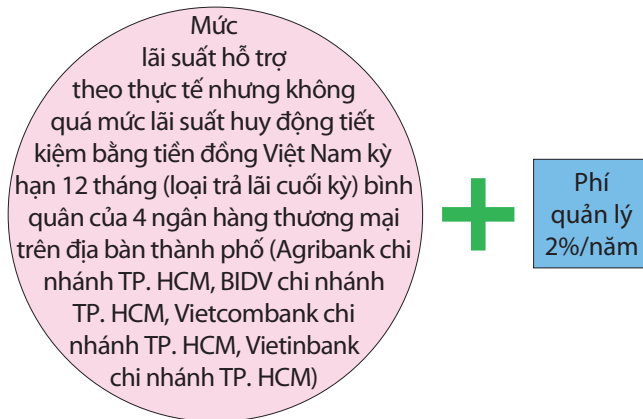 Mức
lãi suất hỗ trợ
theo thực tế nhưng không
quá mức lãi suất huy động tiết
kiệm bằng tiền đồng Việt Nam kỳ
hạn 12 tháng (loại trả lãi cuối kỳ) bình
quân của 4 ngân hàng thương mại
trên địa bàn thành phố (Agribank chi
nhánh TP. HCM, BIDV chi nhánh
TP. HCM, Vietcombank chi
nhánh TP. HCM, Vietinbank
chi nhánh TP. HCM)
Phí
quản lý
2%/năm